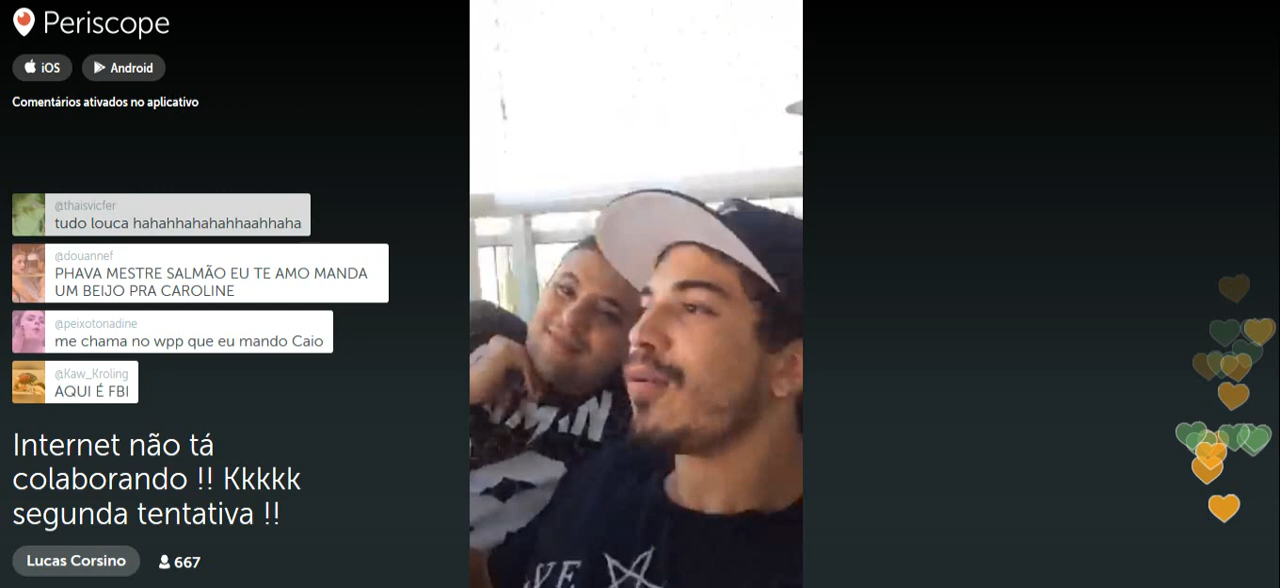 Periscope
iOS
Android
Comentários ativados no aplicativo
@thaisvicfer
tudo louca hahahhahahahhaahhaha
@douannef
PHAVA MESTRE SALMÃO EU TE AMO MANDA
UM BEIJO PRA CAROLINE
@peixotonadine
me chama no wpp que eu mando Caio
@Kaw_Kroling
AQUI É FBI
Internet não tá
colaborando !! Kkkkk
segunda tentativa !!
Lucas Corsino
667